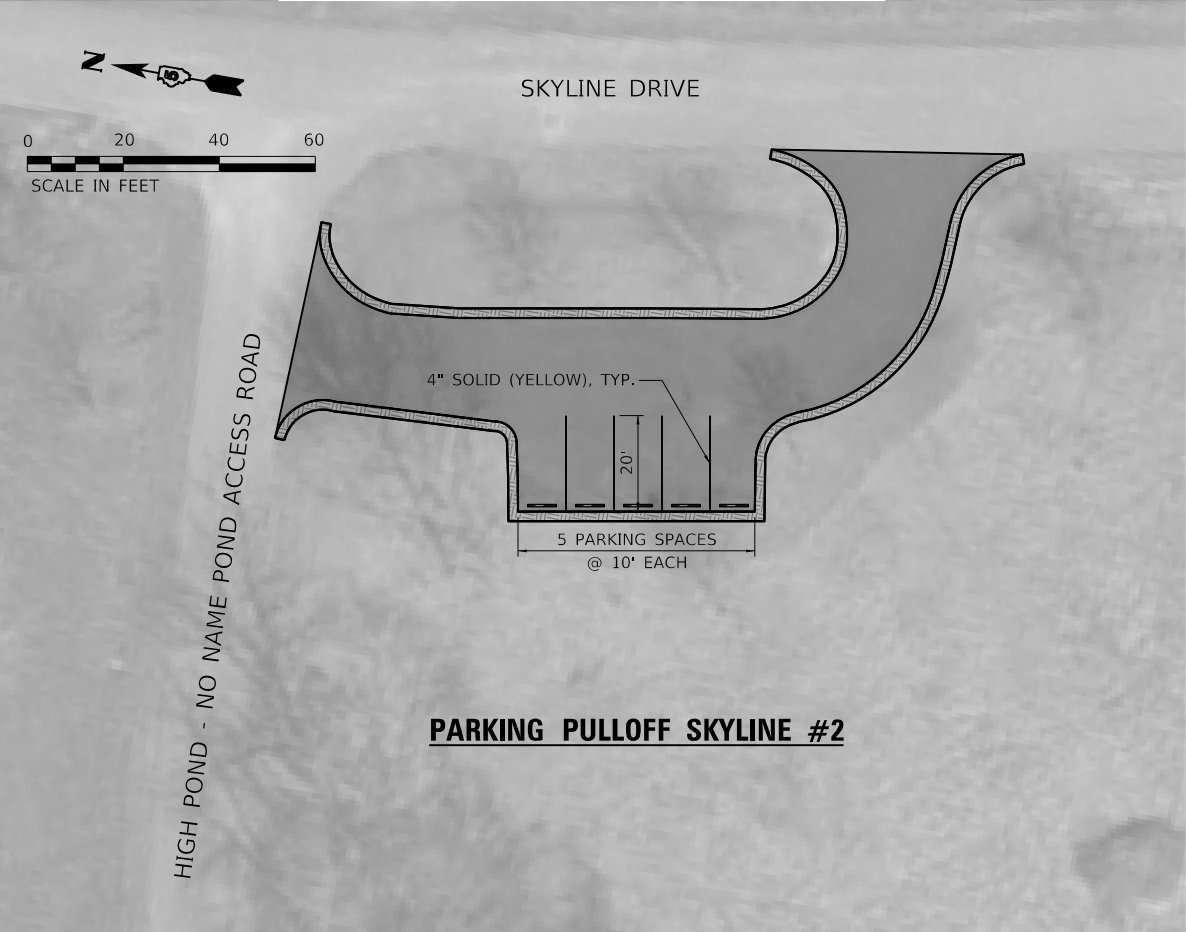 N
5
SKYLINE DRIVE
0 20 40 60
SCALE IN FEET
HIGH POND - NO NAME POND ACCESS ROAD
4" SOLID (YELLOW), TYP.
20'
5 PARKING SPACES
@ 10' EACH
PARKING PULLOFF SKYLINE #2